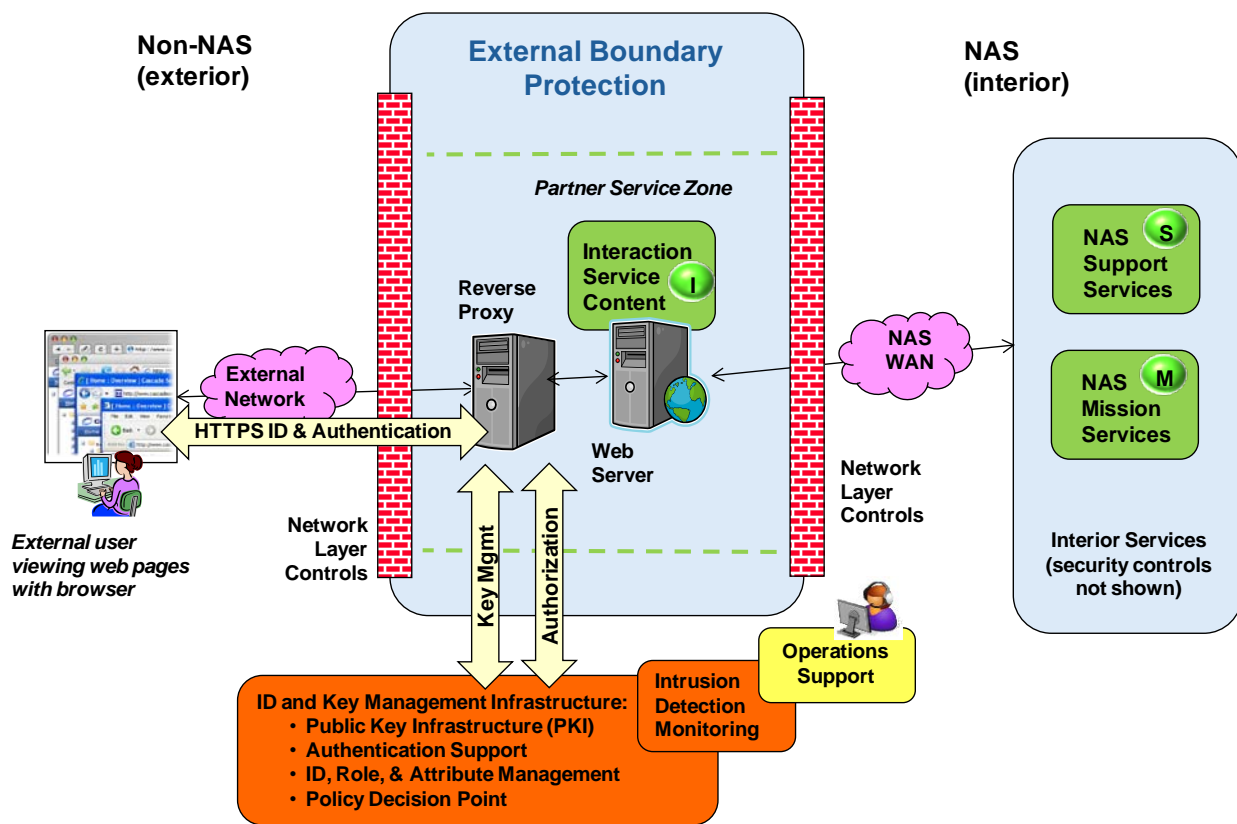 Non-NAS
(exterior)
External Boundary
Protection
NAS
(interior)
Partner Service Zone
Interaction
Service
Content
I
Reverse
Proxy
Web
Server
External
Network
HTTPS ID & Authentication
NAS
WAN
NAS
Support
Services
S
NAS
Mission
Services
M
Network
Layer
Controls
Network
Layer
Controls
External user
viewing web pages
with browser
Interior Services
(security controls
not shown)
Key Mgmt
Authorization
Operations
Support
Intrusion
Detection
Monitoring
ID and Key Management Infrastructure:
• Public Key Infrastructure (PKI)
• Authentication Support
• ID, Role, & Attribute Management
• Policy Decision Point